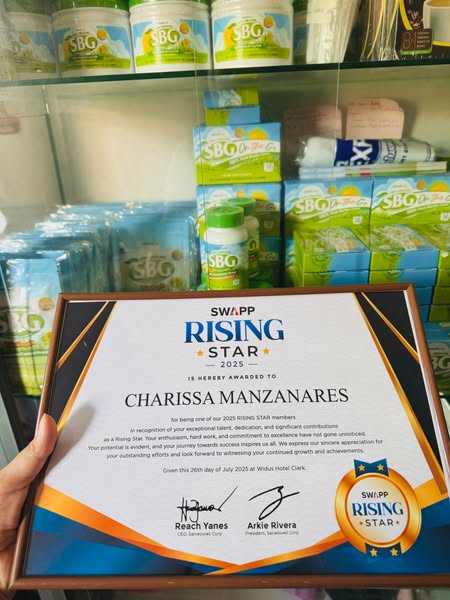 SBG
SBG
SBG
SBG On the Go
SBG On the Go
SBG On the Go
SBG
SBG
SBG
SWAPP
RISING
STAR
2025
IS HEREBY AWARDED TO
CHARISSA MANZANARES
for being one of our 2025 RISING STAR members
in recognition of your exceptional talent, dedication, and significant contributions
as a Rising Star. Your enthusiasm, hard work, and commitment to excellence have not gone unnoticed.
Your potential is evident, and your journey towards success inspires us all. We express our sincere appreciation for
your outstanding efforts and look forward to witnessing your continued growth and achievements.
Given this 26th day of July 2025 at Widus Hotel Clark.
Reach Yanes
CEO, Salveowell Corp.
Arkie Rivera
President, Salveowell Corp.
SWAPP
RISING
STAR